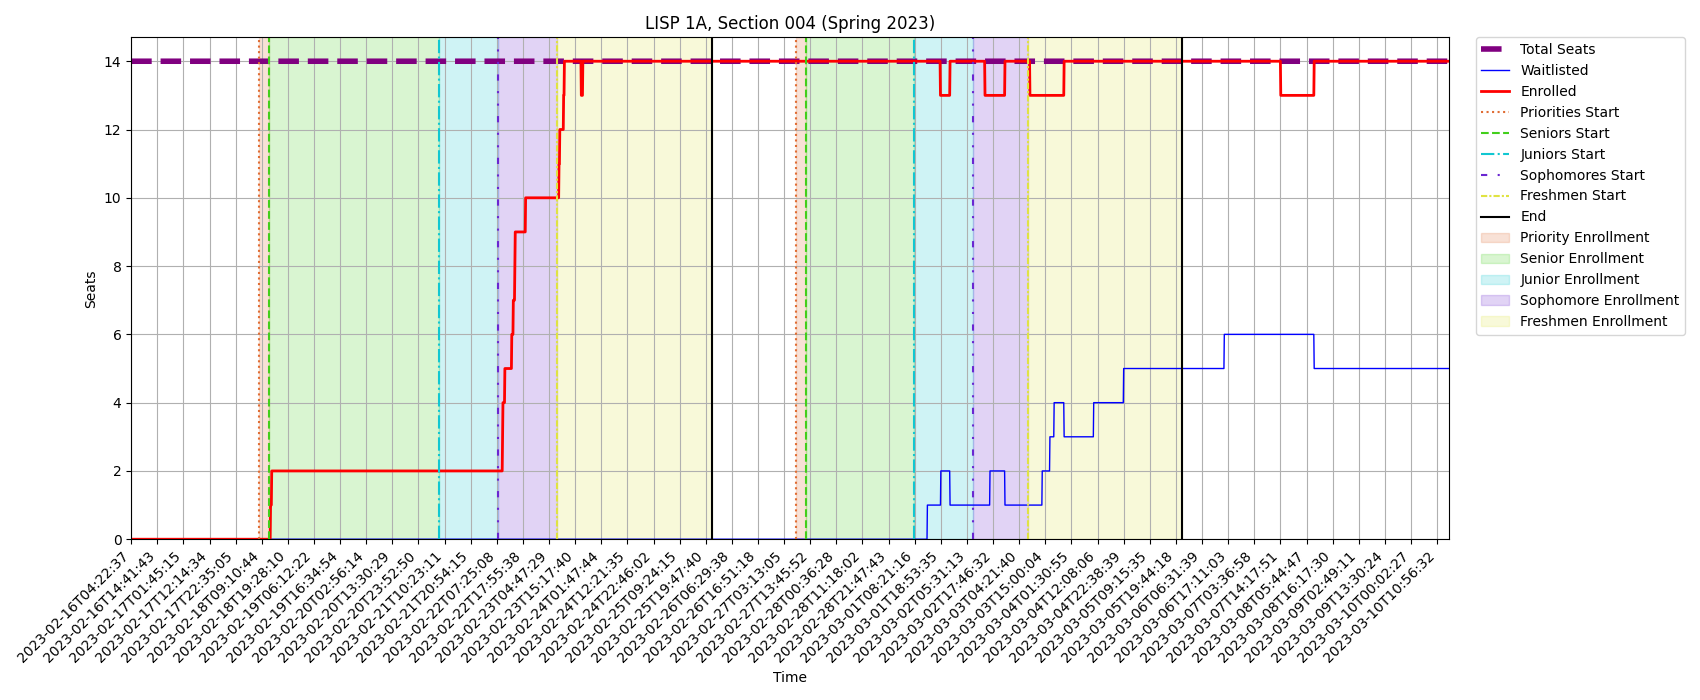 LISP 1A, Section 004 (Spring 2023)
Seats
14
12
10
8
6
4
2
0
2023-02-16T04:22:37
2023-02-16T14:41:43
2023-02-17T01:45:15
2023-02-17T12:14:34
2023-02-17T22:35:05
2023-02-18T09:10:44
2023-02-18T19:28:10
2023-02-19T06:12:22
2023-02-19T16:34:54
2023-02-20T02:56:14
2023-02-20T13:30:29
2023-02-20T23:52:50
2023-02-21T10:23:11
2023-02-21T20:54:15
2023-02-22T07:25:08
2023-02-22T17:55:38
2023-02-23T04:47:29
2023-02-23T15:17:40
2023-02-24T01:47:44
2023-02-24T12:21:35
2023-02-24T22:46:02
2023-02-25T09:24:15
2023-02-25T19:47:40
2023-02-26T06:29:38
2023-02-26T16:51:18
2023-02-27T03:13:05
2023-02-27T13:45:52
2023-02-28T00:36:28
2023-02-28T11:18:02
2023-02-28T21:47:43
2023-03-01T08:21:16
2023-03-01T18:53:35
2023-03-02T05:31:13
2023-03-02T17:46:32
2023-03-03T04:21:40
2023-03-03T15:00:04
2023-03-04T01:30:55
2023-03-04T12:08:06
2023-03-04T22:38:39
2023-03-05T09:15:35
2023-03-05T19:44:18
2023-03-06T06:31:39
2023-03-06T17:11:03
2023-03-07T03:36:58
2023-03-07T14:17:51
2023-03-08T05:44:47
2023-03-08T16:17:30
2023-03-09T02:49:11
2023-03-09T13:30:24
2023-03-10T00:02:27
2023-03-10T10:56:32
Time
Total Seats
Waitlisted
Enrolled
Priorities Start
Seniors Start
Juniors Start
Sophomores Start
Freshmen Start
End
Priority Enrollment
Senior Enrollment
Junior Enrollment
Sophomore Enrollment
Freshmen Enrollment